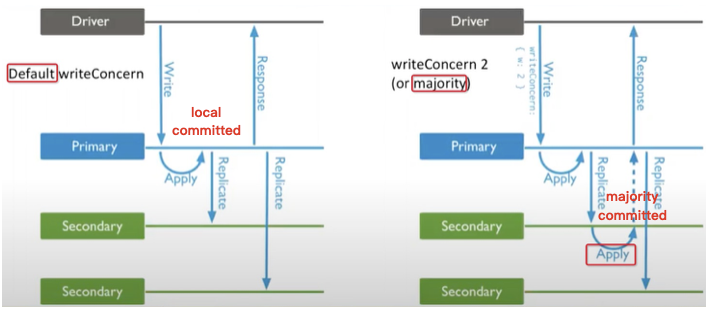 Driver
Default writeConcern
Write
Response
local
committed
Primary
Apply
Replicate
Replicate
Secondary
Secondary
Driver
writeConcern 2
(or majority)
writeConcern:
{ w: 2 }
Write
Response
Primary
Apply
Replicate
Replicate
majority
committed
Secondary
Apply
Secondary